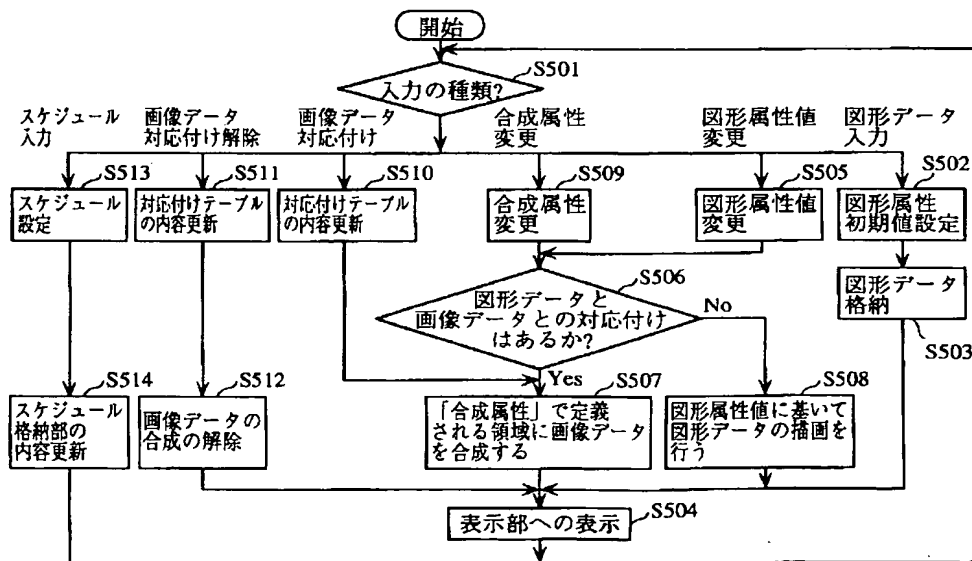 開始
S501
入力の種類?
スケジュール
入力
画像データ
対応付け解除
画像データ
対応付け
合成属性
変更
図形属性値
変更
図形データ
入力
S513
S511
S510
S509
S505
S502
スケジュール
設定
対応付けテーブル
の内容更新
対応付けテーブル
の内容更新
合成属性
変更
図形属性値
変更
図形属性
初期値設定
S506
図形データと
画像データとの対応付け
はあるか?
No
Yes
図形データ
格納
S503
S514
S512
S507
S508
スケジュール
格納部の
内容更新
画像データの
合成の解除
「合成属性」で定義
される領域に画像データ
を合成する
図形属性値に基いて
図形データの描画を
行う
S504
表示部への表示